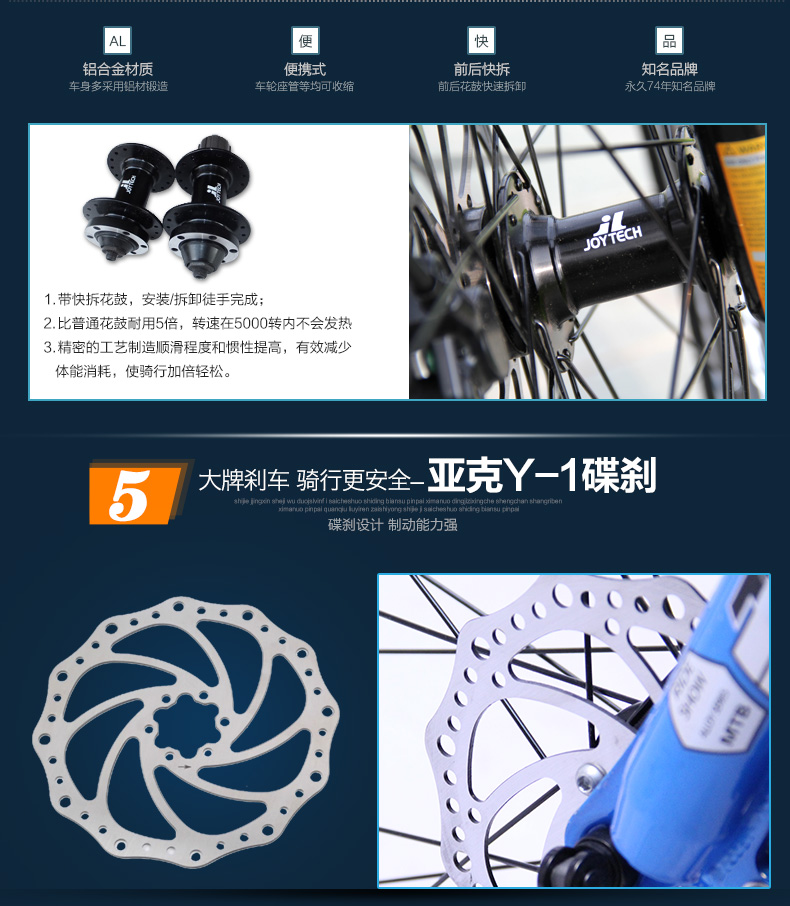 AL
便
快
品
铝合金材质
便携式
前后快拆
知名品牌
车身多采用铝材锻造
车轮座管等均可收缩
前后花鼓快速拆卸
永久74年知名品牌
JOYTECH
JOYTECH
JOYTECH
1.带快拆花鼓，安装/拆卸徒手完成；
2.比普通花鼓耐用5倍，转速在5000转内不会发热
3.精密的工艺制造顺滑程度和惯性提高，有效减少
体能消耗，使骑行加倍轻松。
5
大牌刹车 骑行更安全–亚克Y-1碟刹
碟刹设计 制动能力强
SHOW
MTB